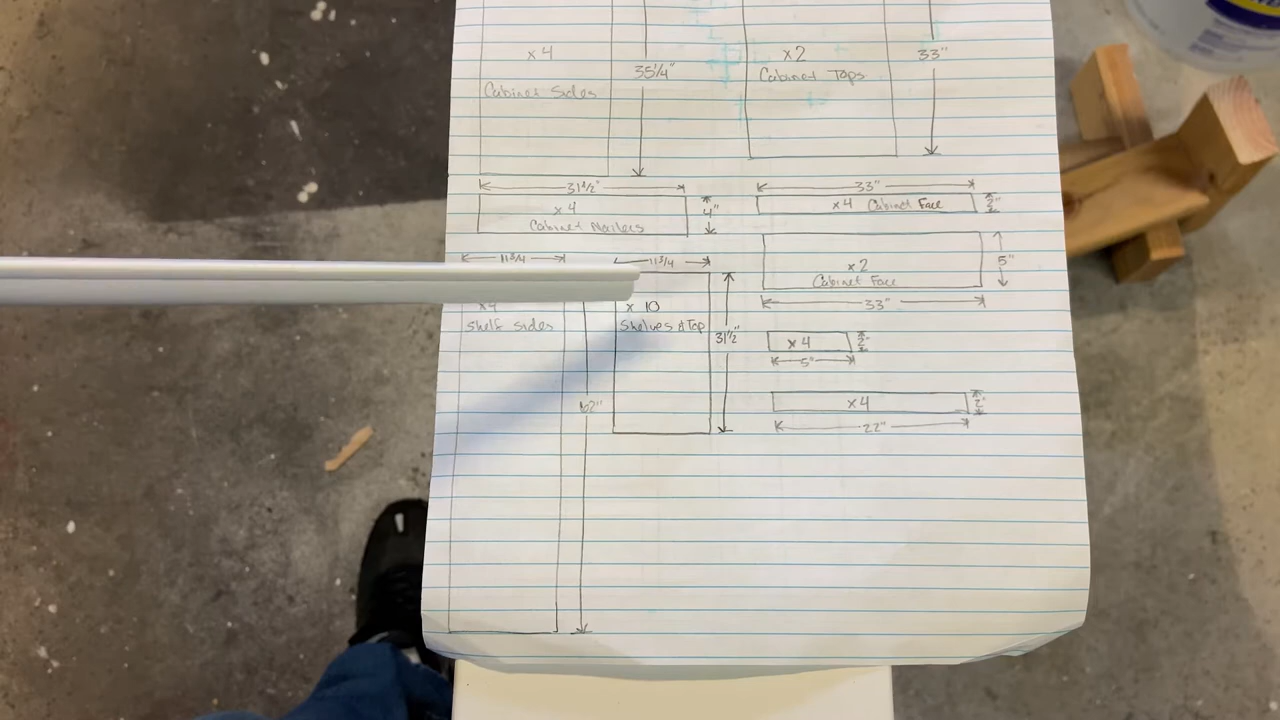 x 4
35 1/4"
Cabinet Sides
x 2
33"
Cabinet Tops
31 1/2"
x 4
4"
Cabinet Nailers
33"
x 4 Cabinet Face
2"
x 2
5"
Cabinet Face
33"
11 3/4
11 3/4
x 4
Shelf Sides
x 10
Shelves & Top
31 1/2"
62"
x 4
2"
5"
x 4
2"
22"